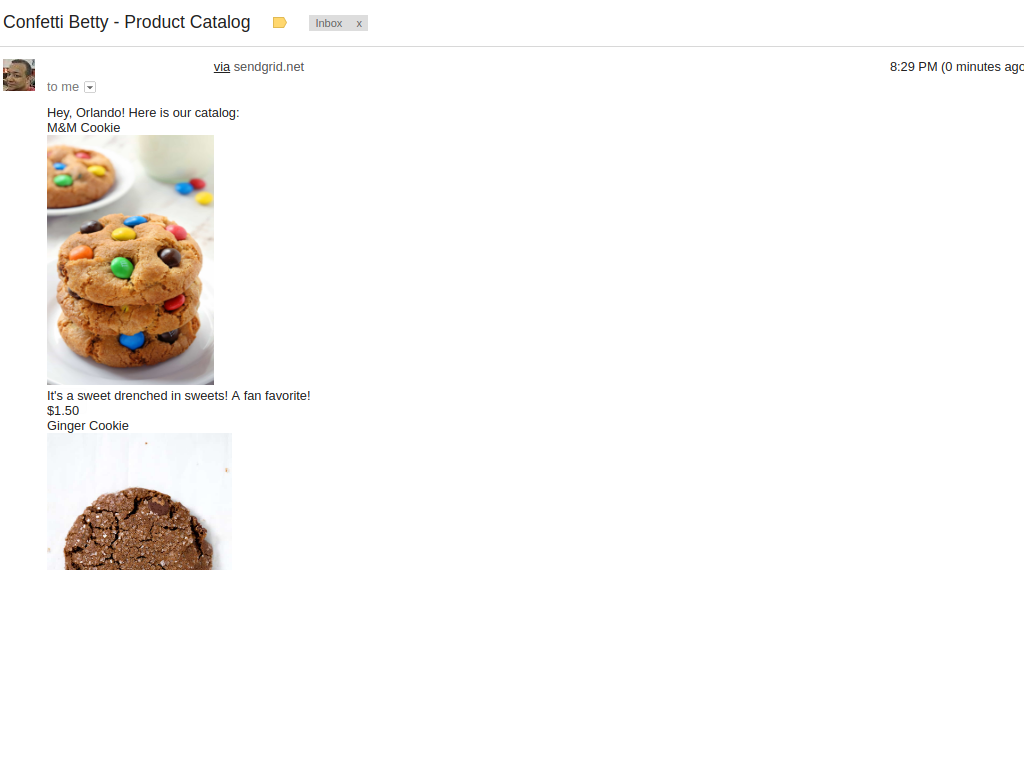 Confetti Betty - Product Catalog
Inbox x
via sendgrid.net
8:29 PM (0 minutes ago
to me
Hey, Orlando! Here is our catalog:
M&M Cookie
It's a sweet drenched in sweets! A fan favorite!
$1.50
Ginger Cookie